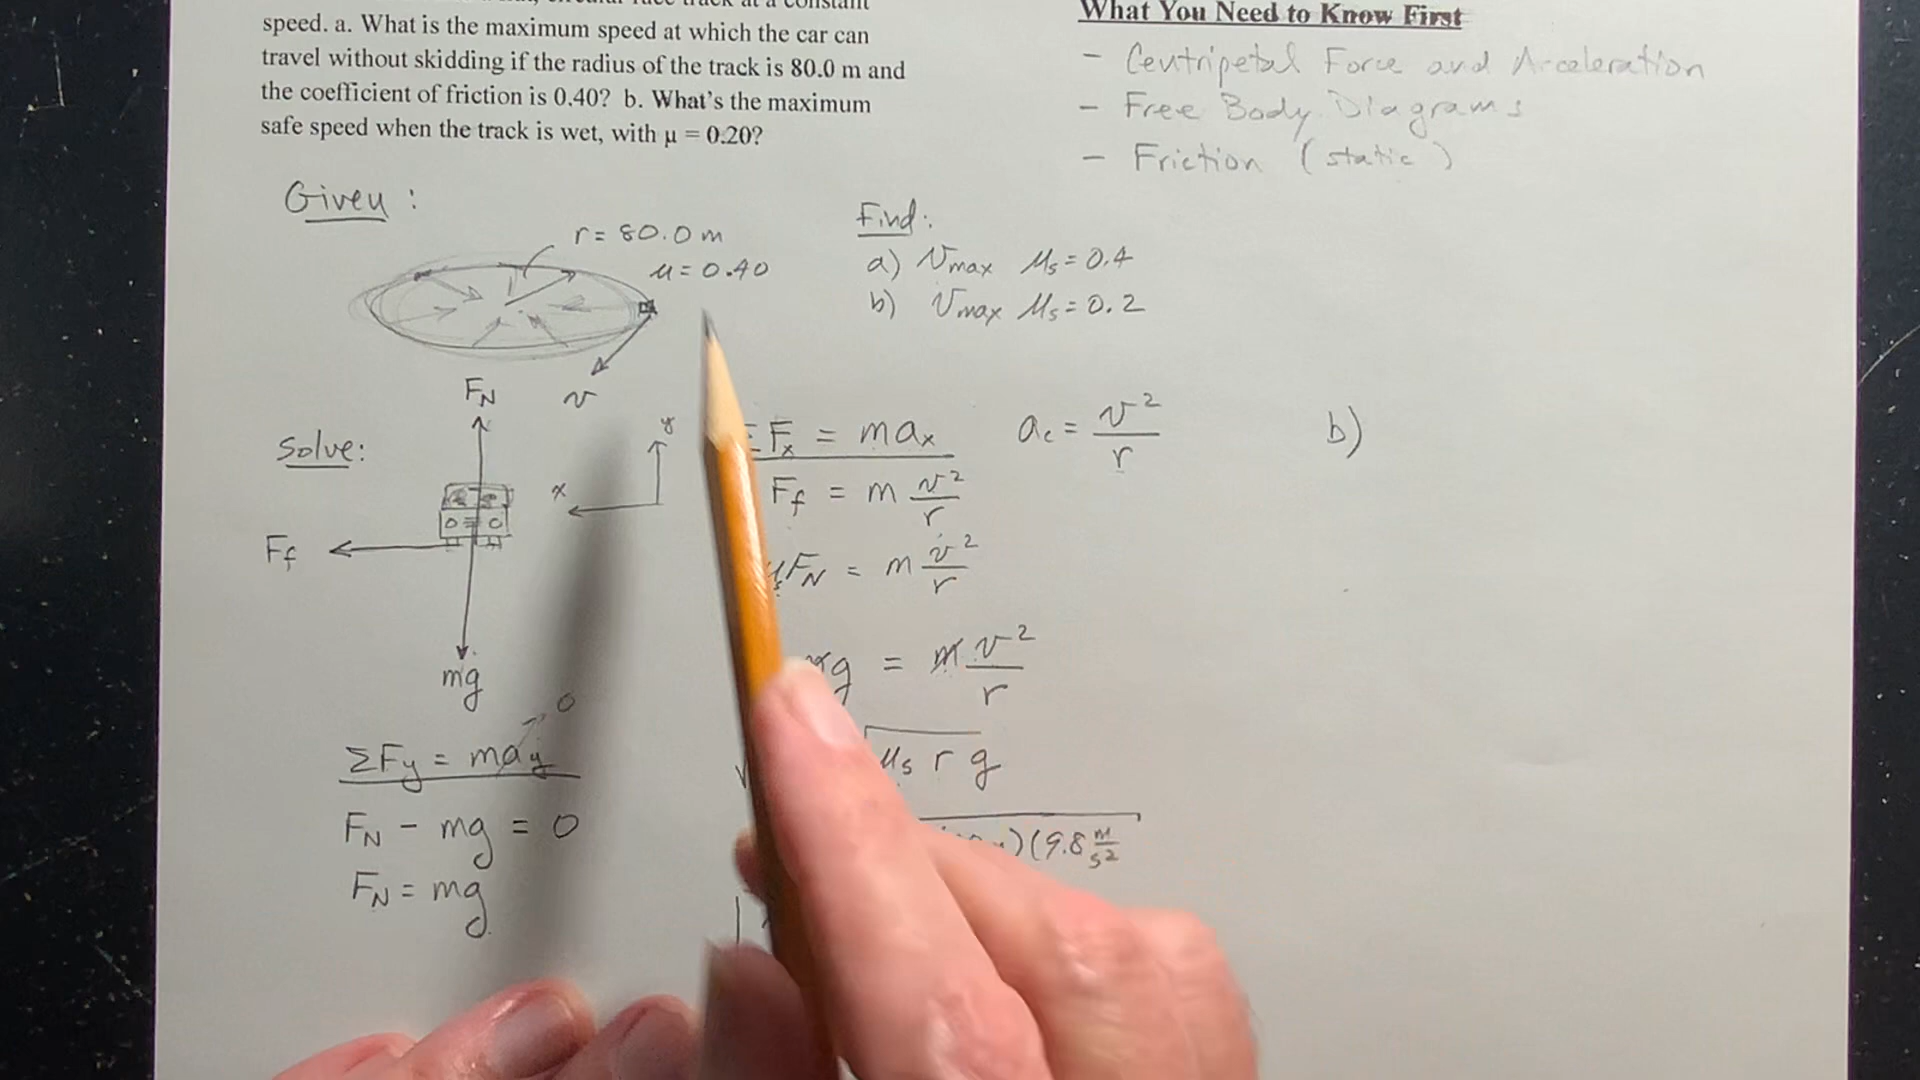 speed. a. What is the maximum speed at which the car can
travel without skidding if the radius of the track is 80.0 m and
the coefficient of friction is 0.40? b. What's the maximum
safe speed when the track is wet, with μ = 0.20?
What You Need to Know First
- Centripetal Force and Acceleration
- Free Body Diagrams
- Friction (static)
Given:
r = 80.0 m
μ = 0.40
v
Find:
a) vmax μs = 0.4
b) vmax μs = 0.2
Solve:
FN
Ff
mg
x
y
ΣFy = may
0
FN - mg = 0
FN = mg
Fx = max
Ff = m v²/r
FN = m v²/r
g = m v²/r
μs r g
)(9.8 m/s²
ac = v²/r
b)